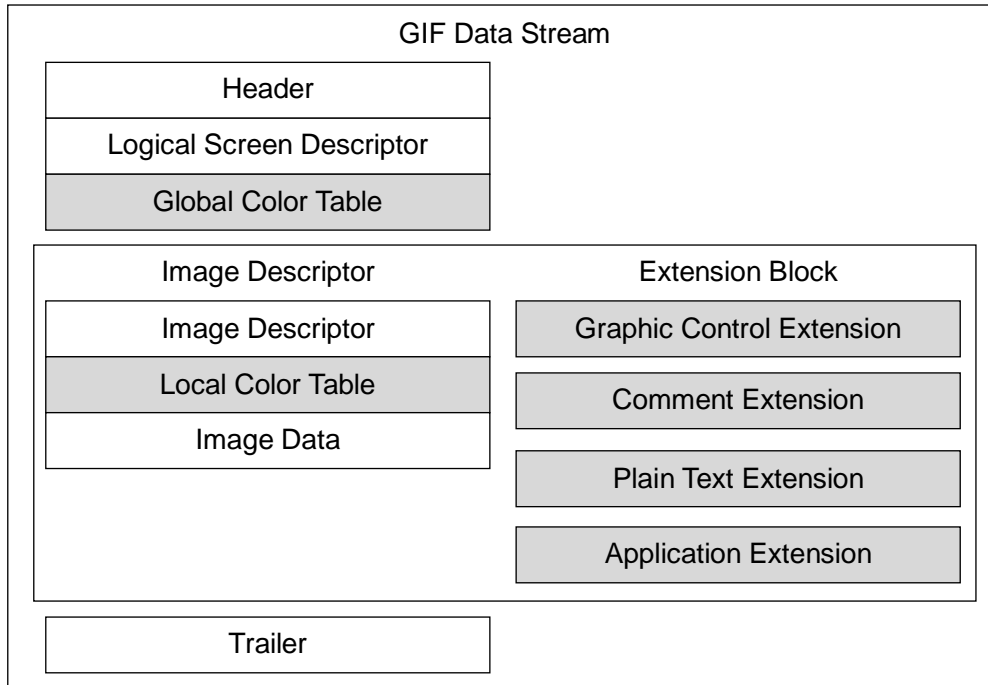 GIF Data Stream
Header
Logical Screen Descriptor
Global Color Table
Image Descriptor
Image Descriptor
Local Color Table
Image Data
Extension Block
Graphic Control Extension
Comment Extension
Plain Text Extension
Application Extension
Trailer